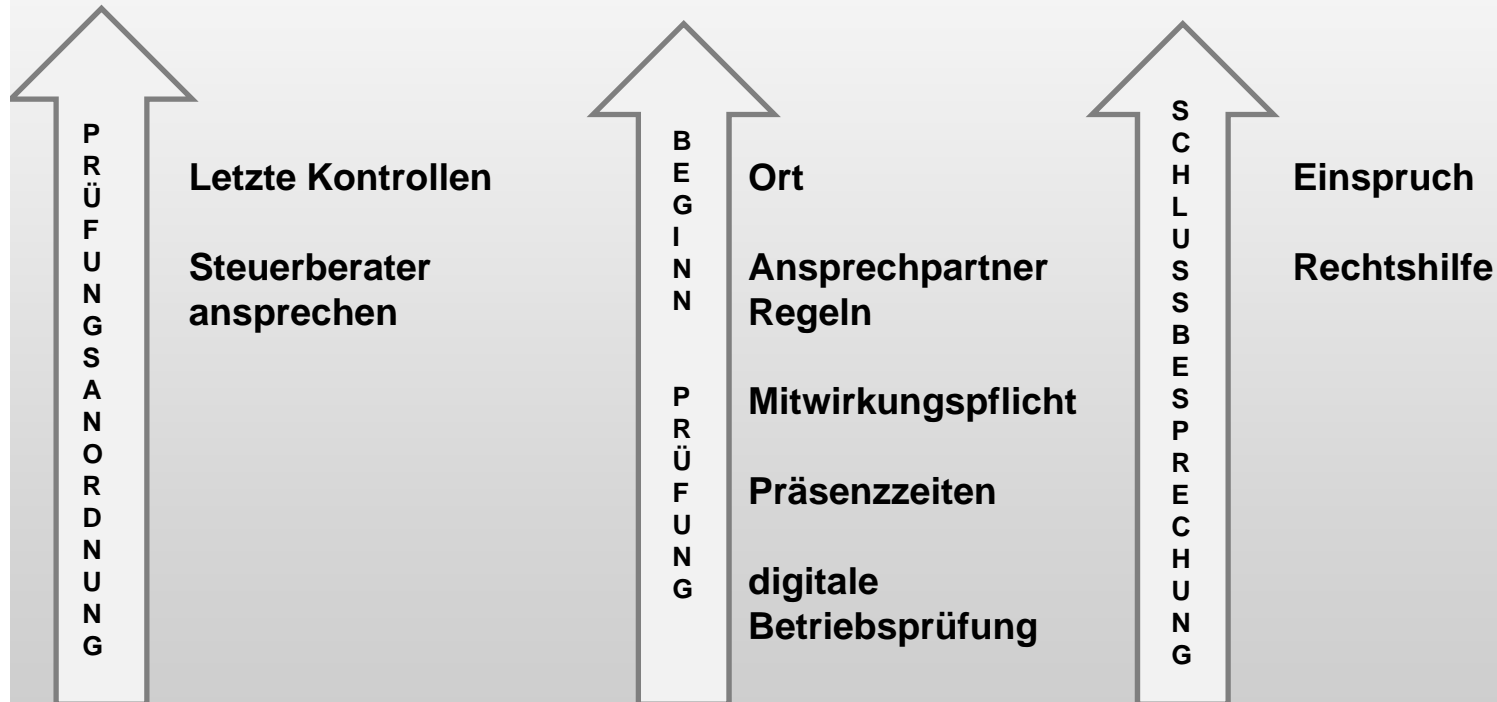 PRÜFUNGSANORDNUNG
Letzte Kontrollen
Steuerberater
ansprechen
BEGINN PRÜFUNG
Ort
Ansprechpartner
Regeln
Mitwirkungspflicht
Präsenzzeiten
digitale
Betriebsprüfung
SCHLUSSBESPRECHUNG
Einspruch
Rechtshilfe